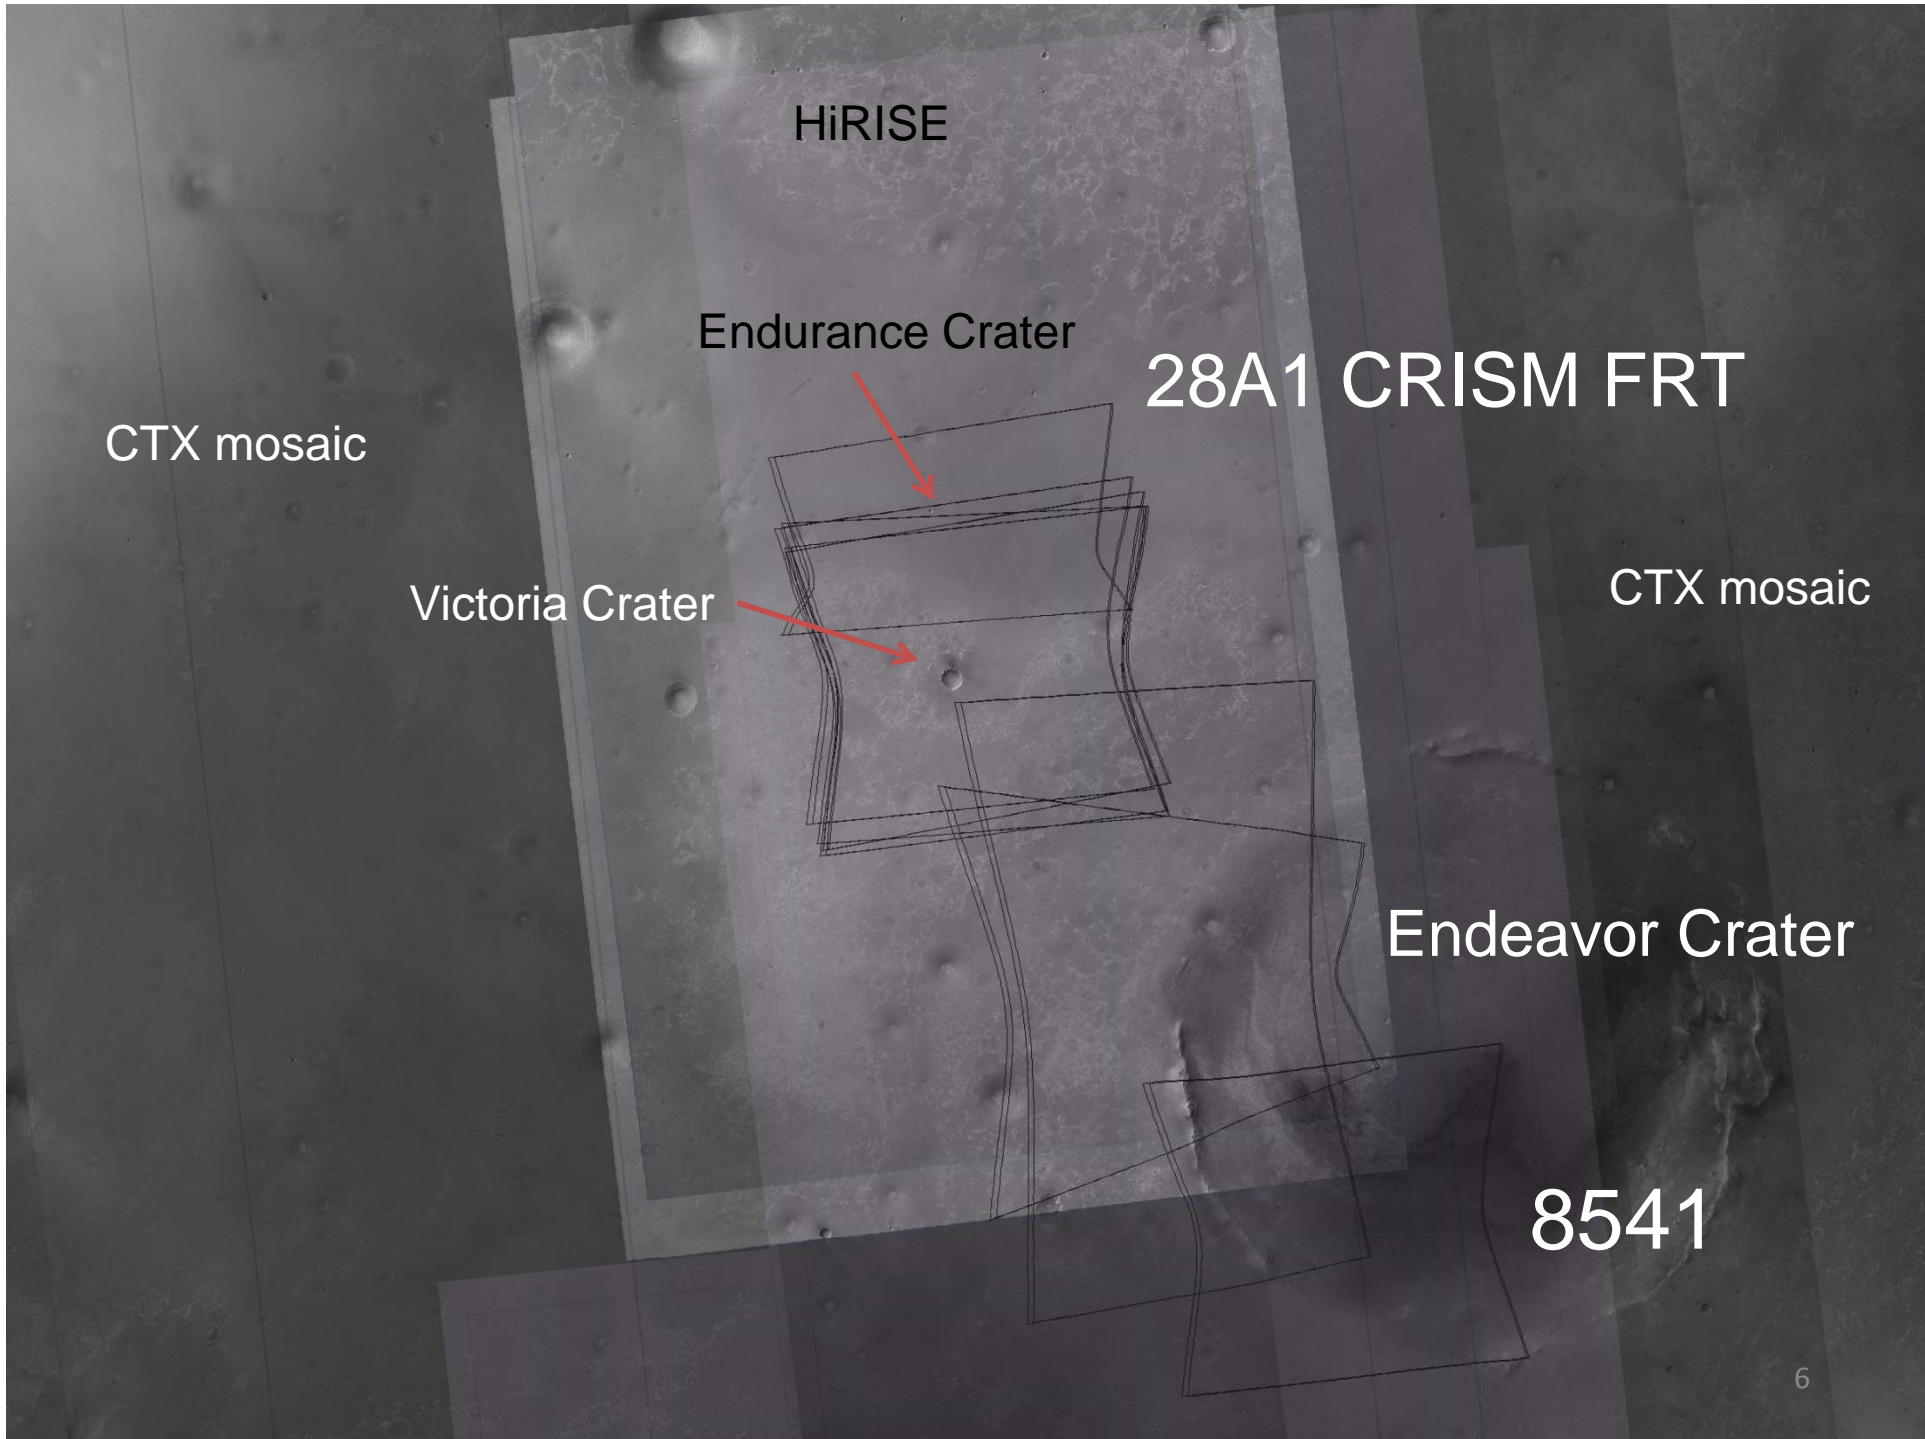 HiRISE
Endurance Crater
28A1 CRISM FRT
CTX mosaic
Victoria Crater
CTX mosaic
Endeavor Crater
8541
6